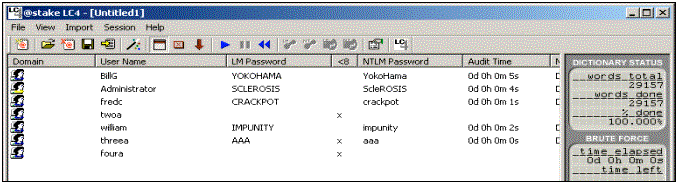 @stake LC4 - [Untitled1]
File View Import Session Help
Domain User Name LM Password <8 NTLM Password Audit Time
BillG YOKOHAMA YokoHama 0d 0h 0m 5s
Administrator SCLEROSIS ScleROSIS 0d 0h 0m 4s
fredc CRACKPOT crackpot 0d 0h 0m 1s
twoa x
william IMPUNITY impunity 0d 0h 0m 2s
threea AAA x aaa 0d 0h 0m 0s
foura x
DICTIONARY STATUS
words total
29157
words done
29157
% done
100.000%
BRUTE FORCE
time elapsed
0d 0h 0m 0s
time left